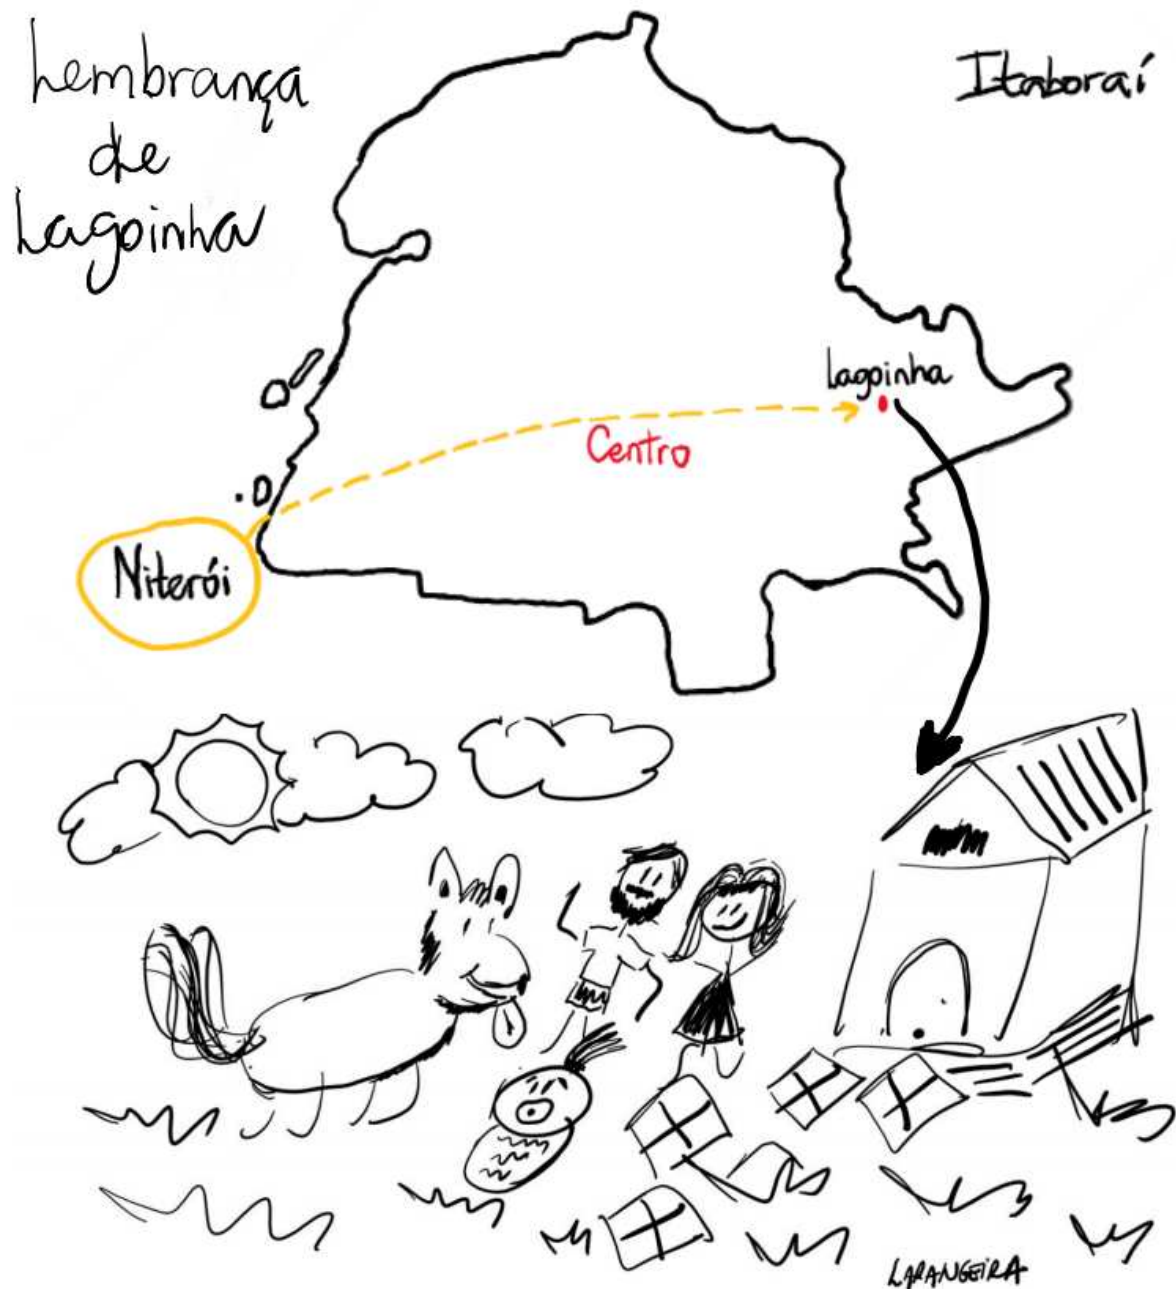 Lembrança
de
Lagoinha
Itaboraí
Lagoinha
Centro
Niterói
LARANGEIRA